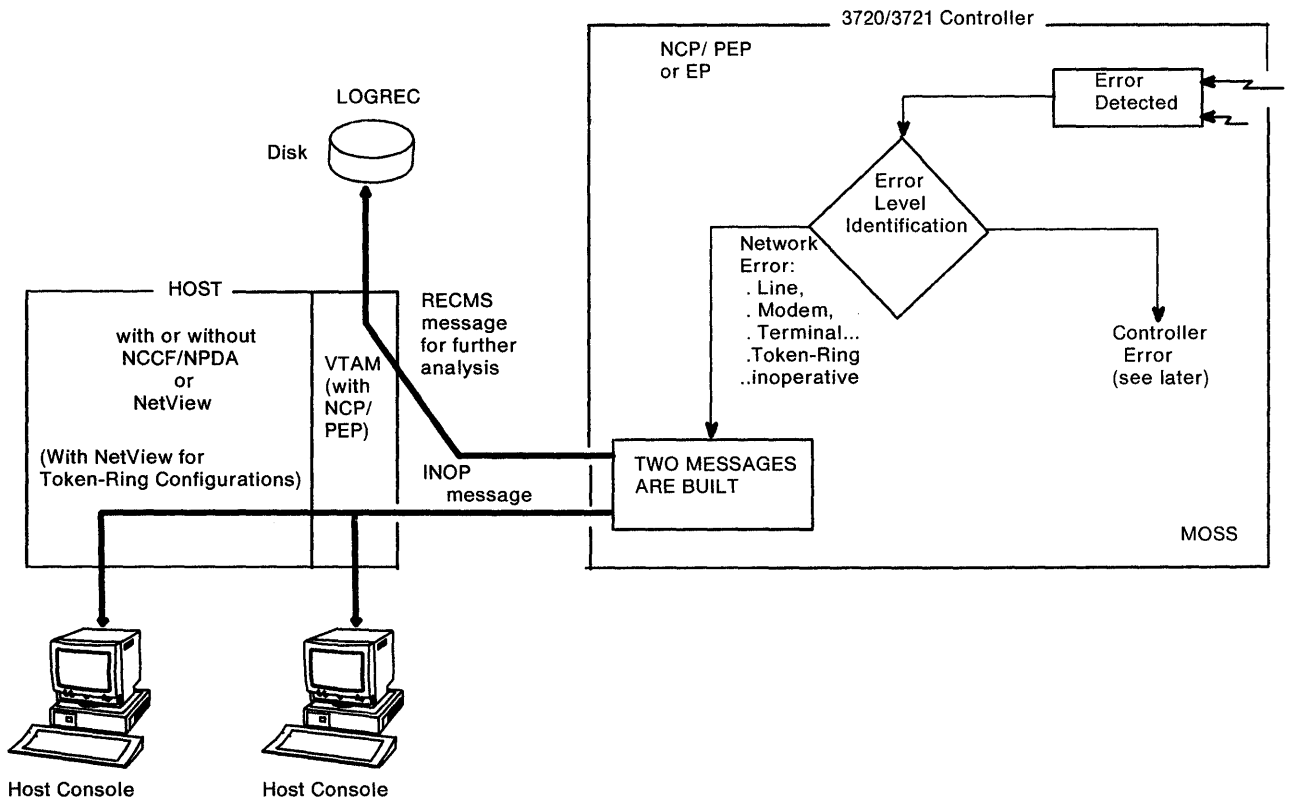 3720/3721 Controller
NCP/ PEP
or EP
Error
Detected
LOGREC
Disk
Error
Level
Identification
Network
Error:
. Line,
. Modem,
. Terminal...
.Token-Ring
..inoperative
Controller
Error
(see later)
HOST
with or without
NCCF/NPDA
or
NetView
(With NetView for
Token-Ring Configurations)
VTAM
(with
NCP/
PEP)
RECMS
message
for further
analysis
INOP
message
TWO MESSAGES
ARE BUILT
MOSS
Host Console
Host Console